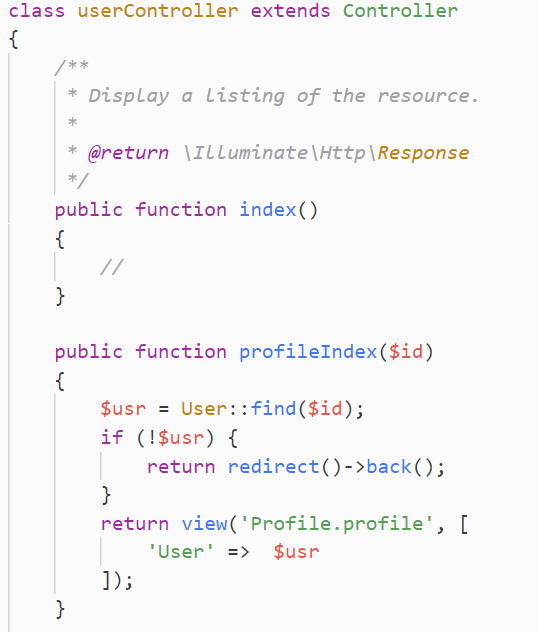 class userController extends Controller
{
    /**
     * Display a listing of the resource.
     *
     * @return \Illuminate\Http\Response
     */
    public function index()
    {
        //
    }

    public function profileIndex($id)
    {
        $usr = User::find($id);
        if (!$usr) {
            return redirect()->back();
        }
        return view('Profile.profile', [
            'User' =>  $usr
        ]);
    }